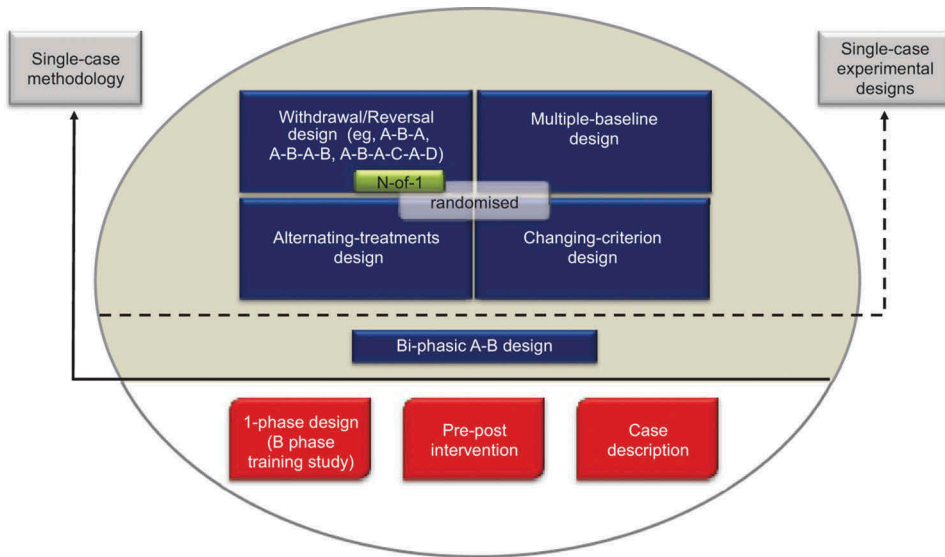 Single-case
methodology
Single-case
experimental
designs
Withdrawal/Reversal
design (eg, A-B-A,
A-B-A-B, A-B-A-C-A-D)
Multiple-baseline
design
N-of-1
randomised
Alternating-treatments
design
Changing-criterion
design
Bi-phasic A-B design
1-phase design
(B phase
training study)
Pre-post
intervention
Case
description